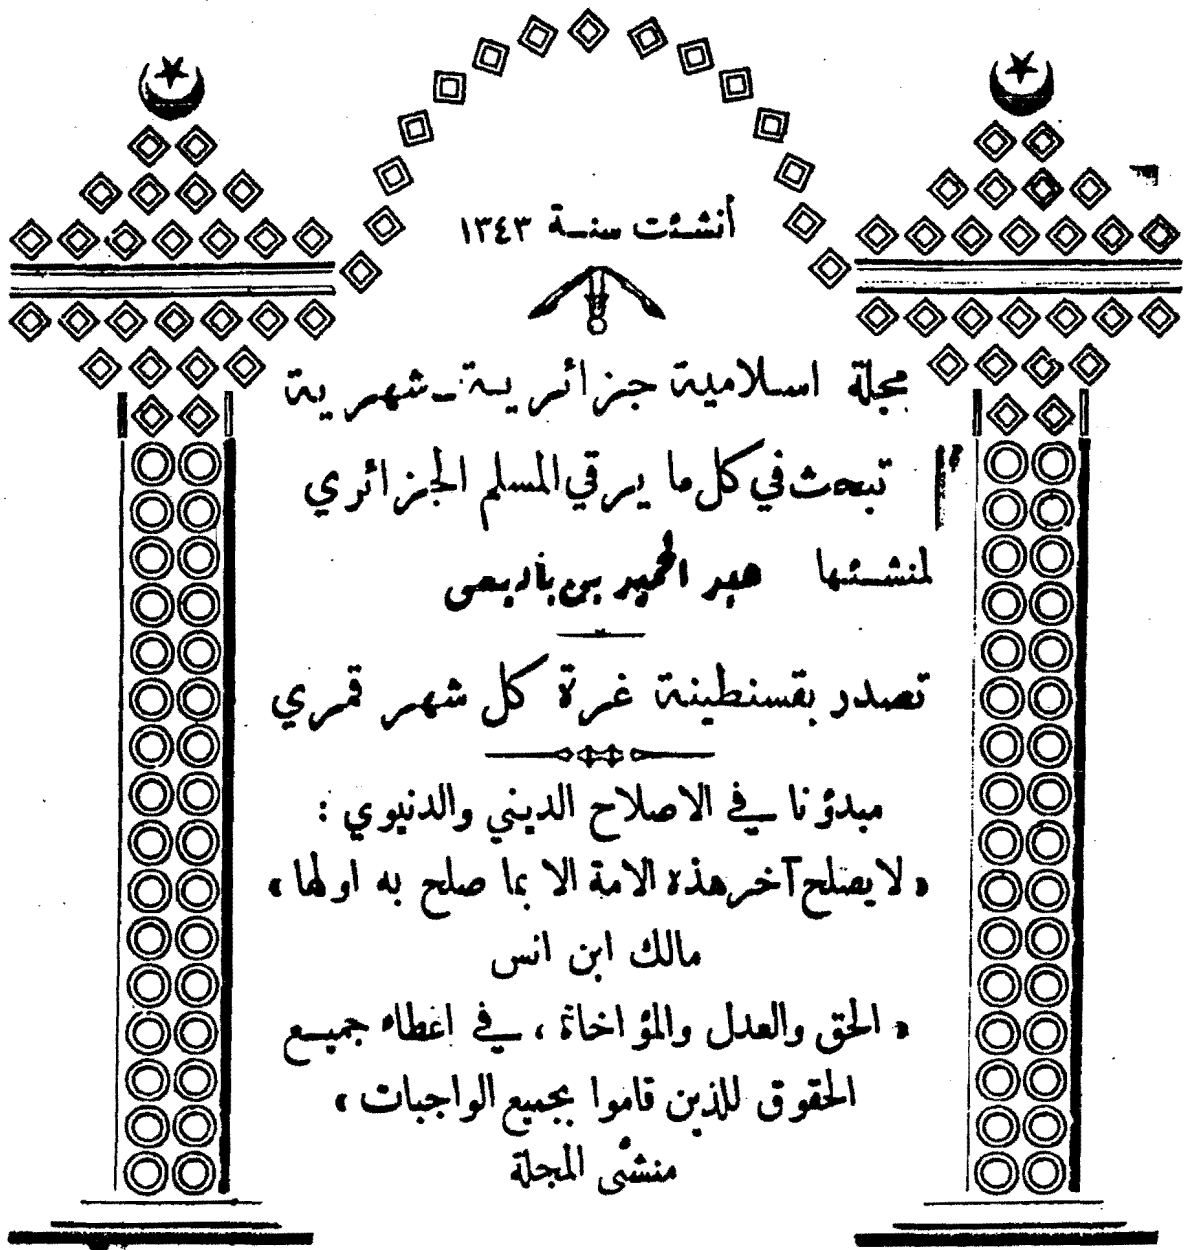 أنشئت سنة ١٣٤٣
مجلة اسلامية جزائرية ـ شهرية
تبحث في كل ما يرقي المسلم الجزائري
لمنشئها عبد الحميد بن باديس
تصدر بقسنطينة غرة كل شهر قمري
مبدؤنا في الاصلاح الديني والدنيوي :
« لا يصلح آخر هذه الامة الا بما صلح به اولها »
مالك ابن انس
« الحق والعدل والمؤاخاة ، في اعطاء جميع
الحقوق للذين قاموا بجميع الواجبات »
منشئ المجلة